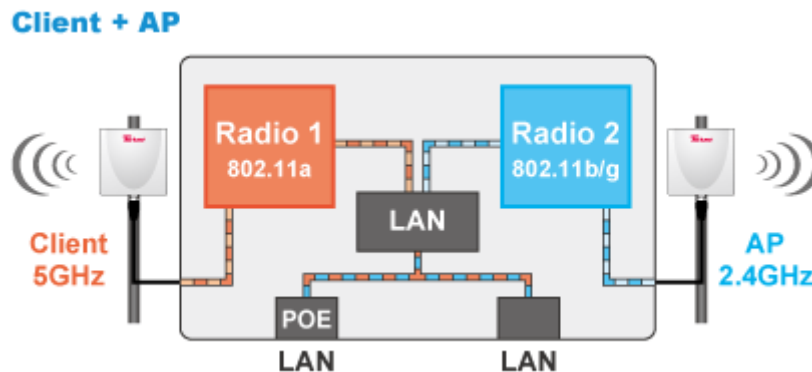 Client + AP
Radio 1
802.11a
Radio 2
802.11b/g
LAN
Client
5GHz
AP
2.4GHz
POE
LAN
LAN